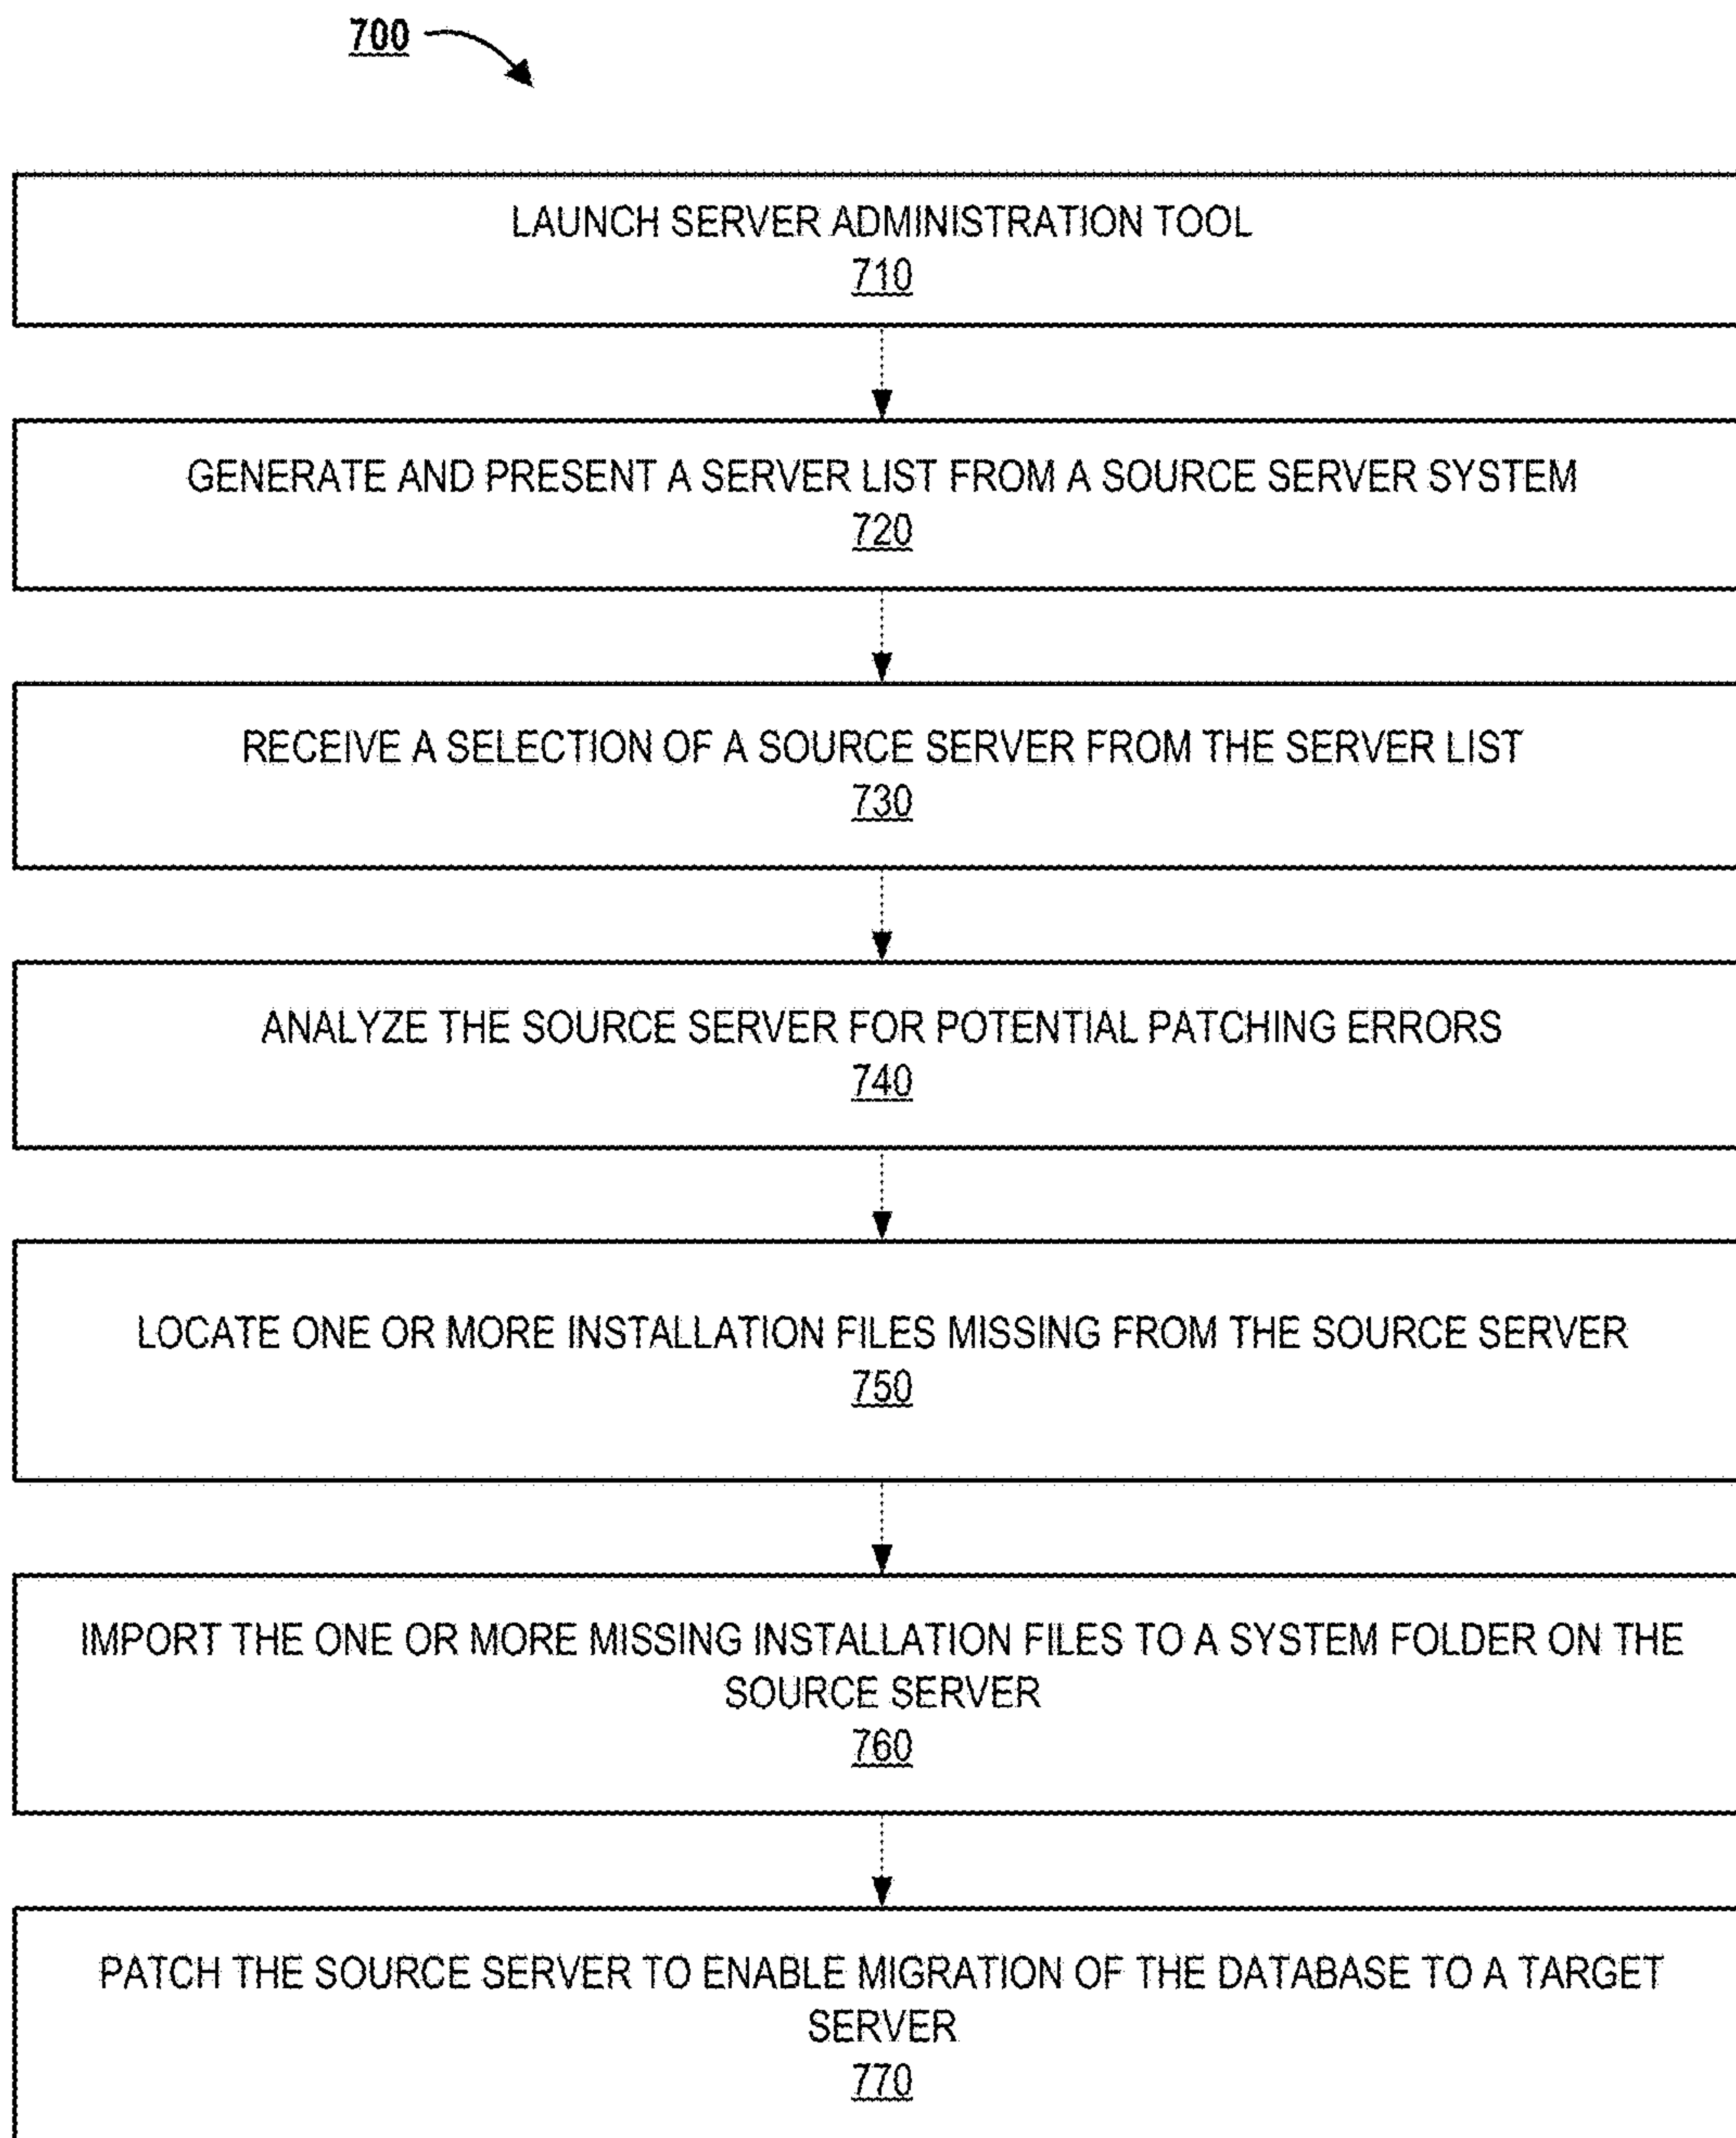 700
LAUNCH SERVER ADMINISTRATION TOOL
710
GENERATE AND PRESENT A SERVER LIST FROM A SOURCE SERVER SYSTEM
720
RECEIVE A SELECTION OF A SOURCE SERVER FROM THE SERVER LIST
730
ANALYZE THE SOURCE SERVER FOR POTENTIAL PATCHING ERRORS
740
LOCATE ONE OR MORE INSTALLATION FILES MISSING FROM THE SOURCE SERVER
750
IMPORT THE ONE OR MORE MISSING INSTALLATION FILES TO A SYSTEM FOLDER ON THE
SOURCE SERVER
760
PATCH THE SOURCE SERVER TO ENABLE MIGRATION OF THE DATABASE TO A TARGET
SERVER
770